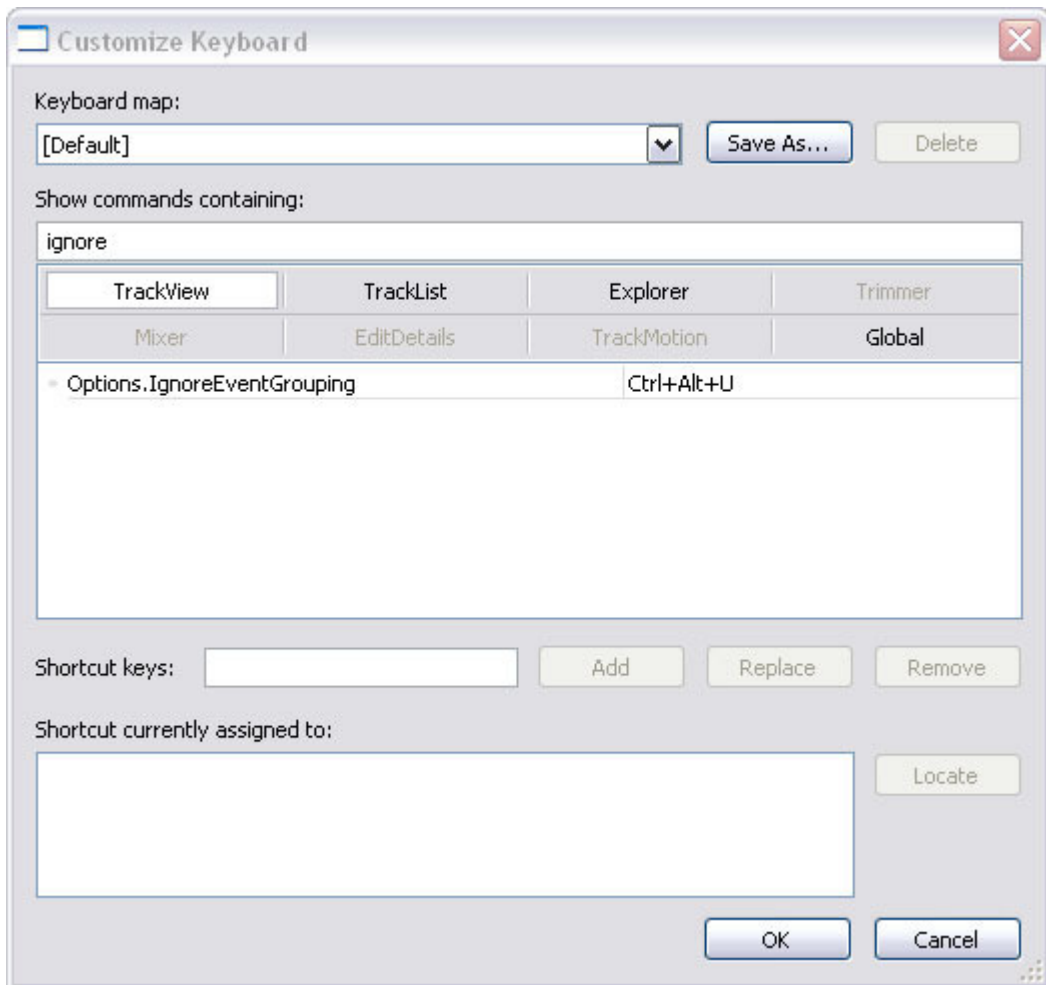 Customize Keyboard
Keyboard map:
[Default] Save As... Delete
Show commands containing:
ignore
TrackView TrackList Explorer Trimmer
Mixer EditDetails TrackMotion Global
Options.IgnoreEventGrouping Ctrl+Alt+U
Shortcut keys: Add Replace Remove
Shortcut currently assigned to:
Locate
OK Cancel